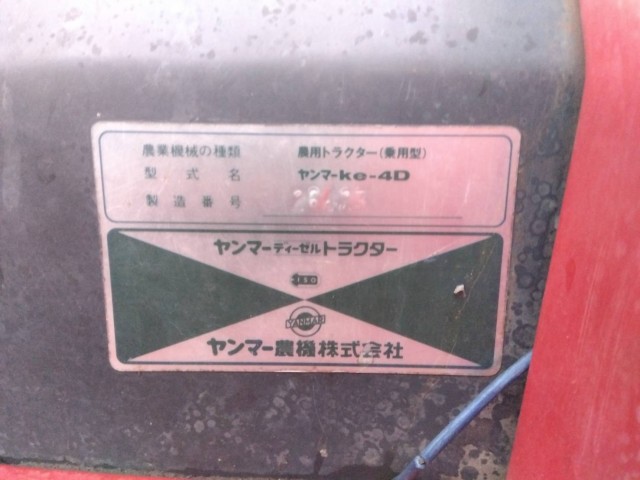 農業機械の種類 農用トラクター(乗用型)
型式名 ヤンマーke-4D
製造番号
ヤンマーディーゼルトラクター
ISO
YANMAR
ヤンマー農機株式会社